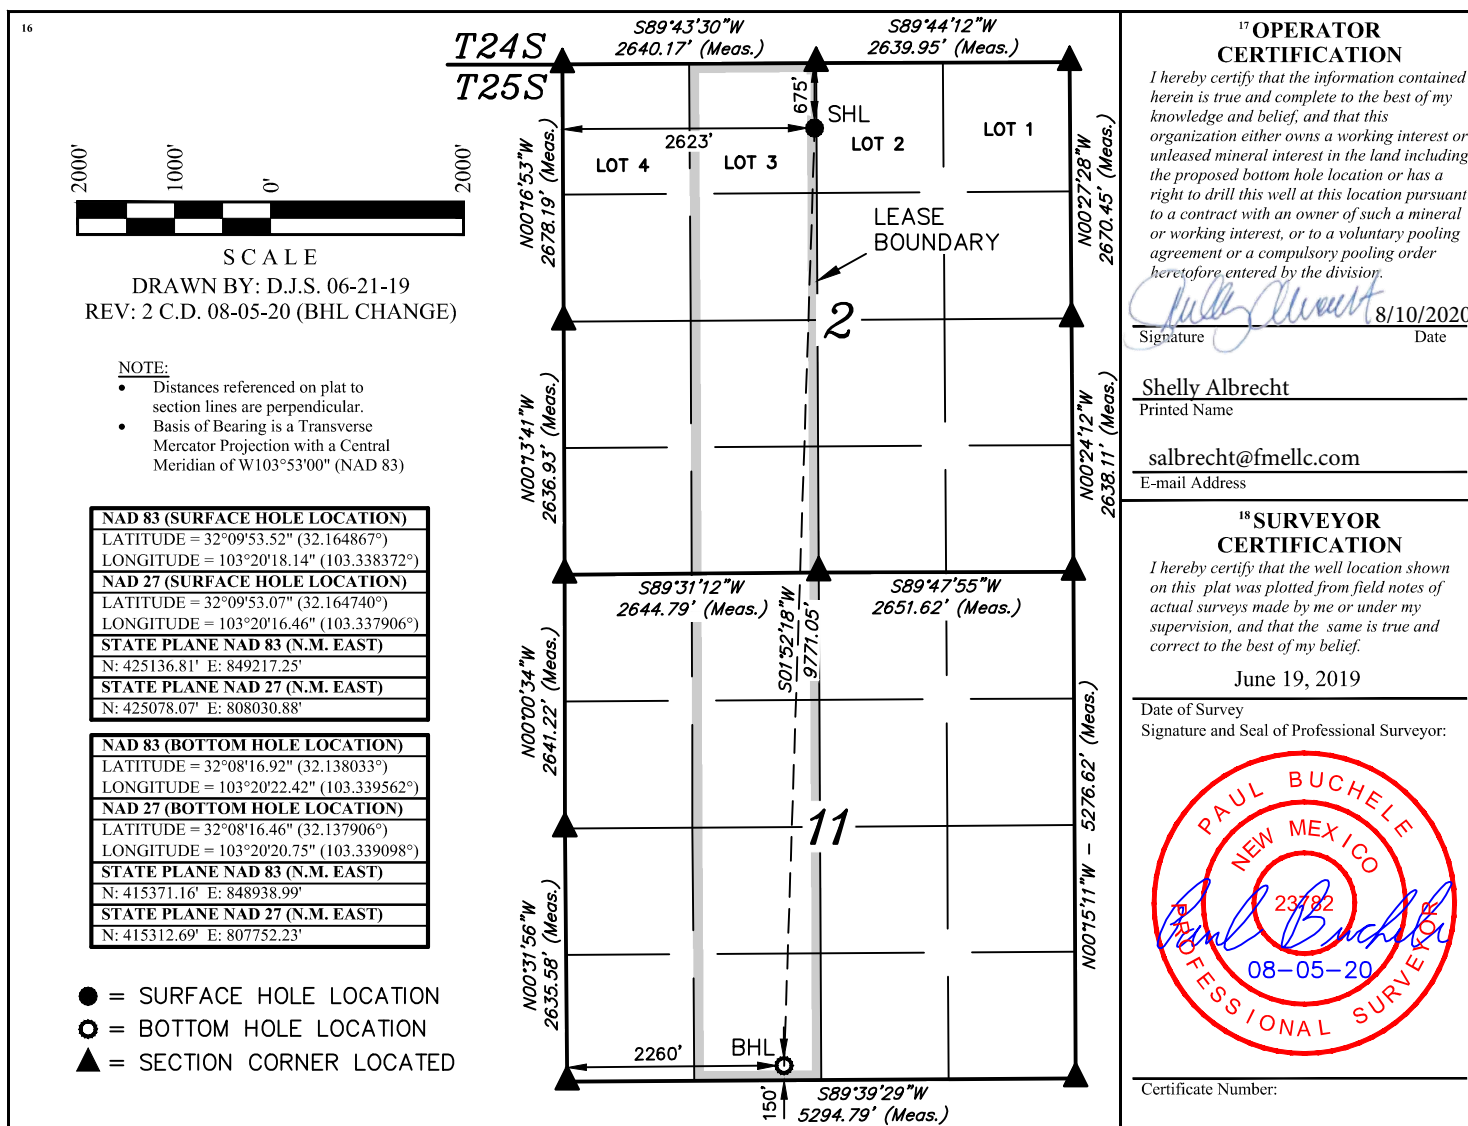 16
T24S
T25S
S89°43'30"W
2640.17' (Meas.)
S89°44'12"W
2639.95' (Meas.)
675'
SHL
2623'
LOT 4
LOT 3
LOT 2
LOT 1
N00°16'53"W
2678.19' (Meas.)
N00°27'28"W
2670.45' (Meas.)
LEASE
BOUNDARY
2
N00°13'41"W
2636.93' (Meas.)
N00°24'12"W
2638.11' (Meas.)
S89°31'12"W
2644.79' (Meas.)
S89°47'55"W
2651.62' (Meas.)
S01°52'18"W
9771.05'
N00°00'34"W
2641.22' (Meas.)
11
N00°15'11"W - 5276.62' (Meas.)
N00°31'56"W
2635.58' (Meas.)
2260'
BHL
150'
S89°39'29"W
5294.79' (Meas.)
2000'
1000'
0'
2000'
SCALE
DRAWN BY: D.J.S. 06-21-19
REV: 2 C.D. 08-05-20 (BHL CHANGE)
NOTE:
• Distances referenced on plat to
section lines are perpendicular.
• Basis of Bearing is a Transverse
Mercator Projection with a Central
Meridian of W103°53'00" (NAD 83)
NAD 83 (SURFACE HOLE LOCATION)
LATITUDE = 32°09'53.52" (32.164867°)
LONGITUDE = 103°20'18.14" (103.338372°)
NAD 27 (SURFACE HOLE LOCATION)
LATITUDE = 32°09'53.07" (32.164740°)
LONGITUDE = 103°20'16.46" (103.337906°)
STATE PLANE NAD 83 (N.M. EAST)
N: 425136.81' E: 849217.25'
STATE PLANE NAD 27 (N.M. EAST)
N: 425078.07' E: 808030.88'
NAD 83 (BOTTOM HOLE LOCATION)
LATITUDE = 32°08'16.92" (32.138033°)
LONGITUDE = 103°20'22.42" (103.339562°)
NAD 27 (BOTTOM HOLE LOCATION)
LATITUDE = 32°08'16.46" (32.137906°)
LONGITUDE = 103°20'20.75" (103.339098°)
STATE PLANE NAD 83 (N.M. EAST)
N: 415371.16' E: 848938.99'
STATE PLANE NAD 27 (N.M. EAST)
N: 415312.69' E: 807752.23'
= SURFACE HOLE LOCATION
= BOTTOM HOLE LOCATION
= SECTION CORNER LOCATED
17 OPERATOR
CERTIFICATION
I hereby certify that the information contained
herein is true and complete to the best of my
knowledge and belief, and that this
organization either owns a working interest or
unleased mineral interest in the land including
the proposed bottom hole location or has a
right to drill this well at this location pursuant
to a contract with an owner of such a mineral
or working interest, or to a voluntary pooling
agreement or a compulsory pooling order
heretofore entered by the division.
8/10/2020
Signature Date
Shelly Albrecht
Printed Name
salbrecht@fmellc.com
E-mail Address
18 SURVEYOR
CERTIFICATION
I hereby certify that the well location shown
on this plat was plotted from field notes of
actual surveys made by me or under my
supervision, and that the same is true and
correct to the best of my belief.
June 19, 2019
Date of Survey
Signature and Seal of Professional Surveyor:
PAUL BUCHELE
NEW MEXICO
23782
Paul Buchele
08-05-20
PROFESSIONAL SURVEYOR
Certificate Number: